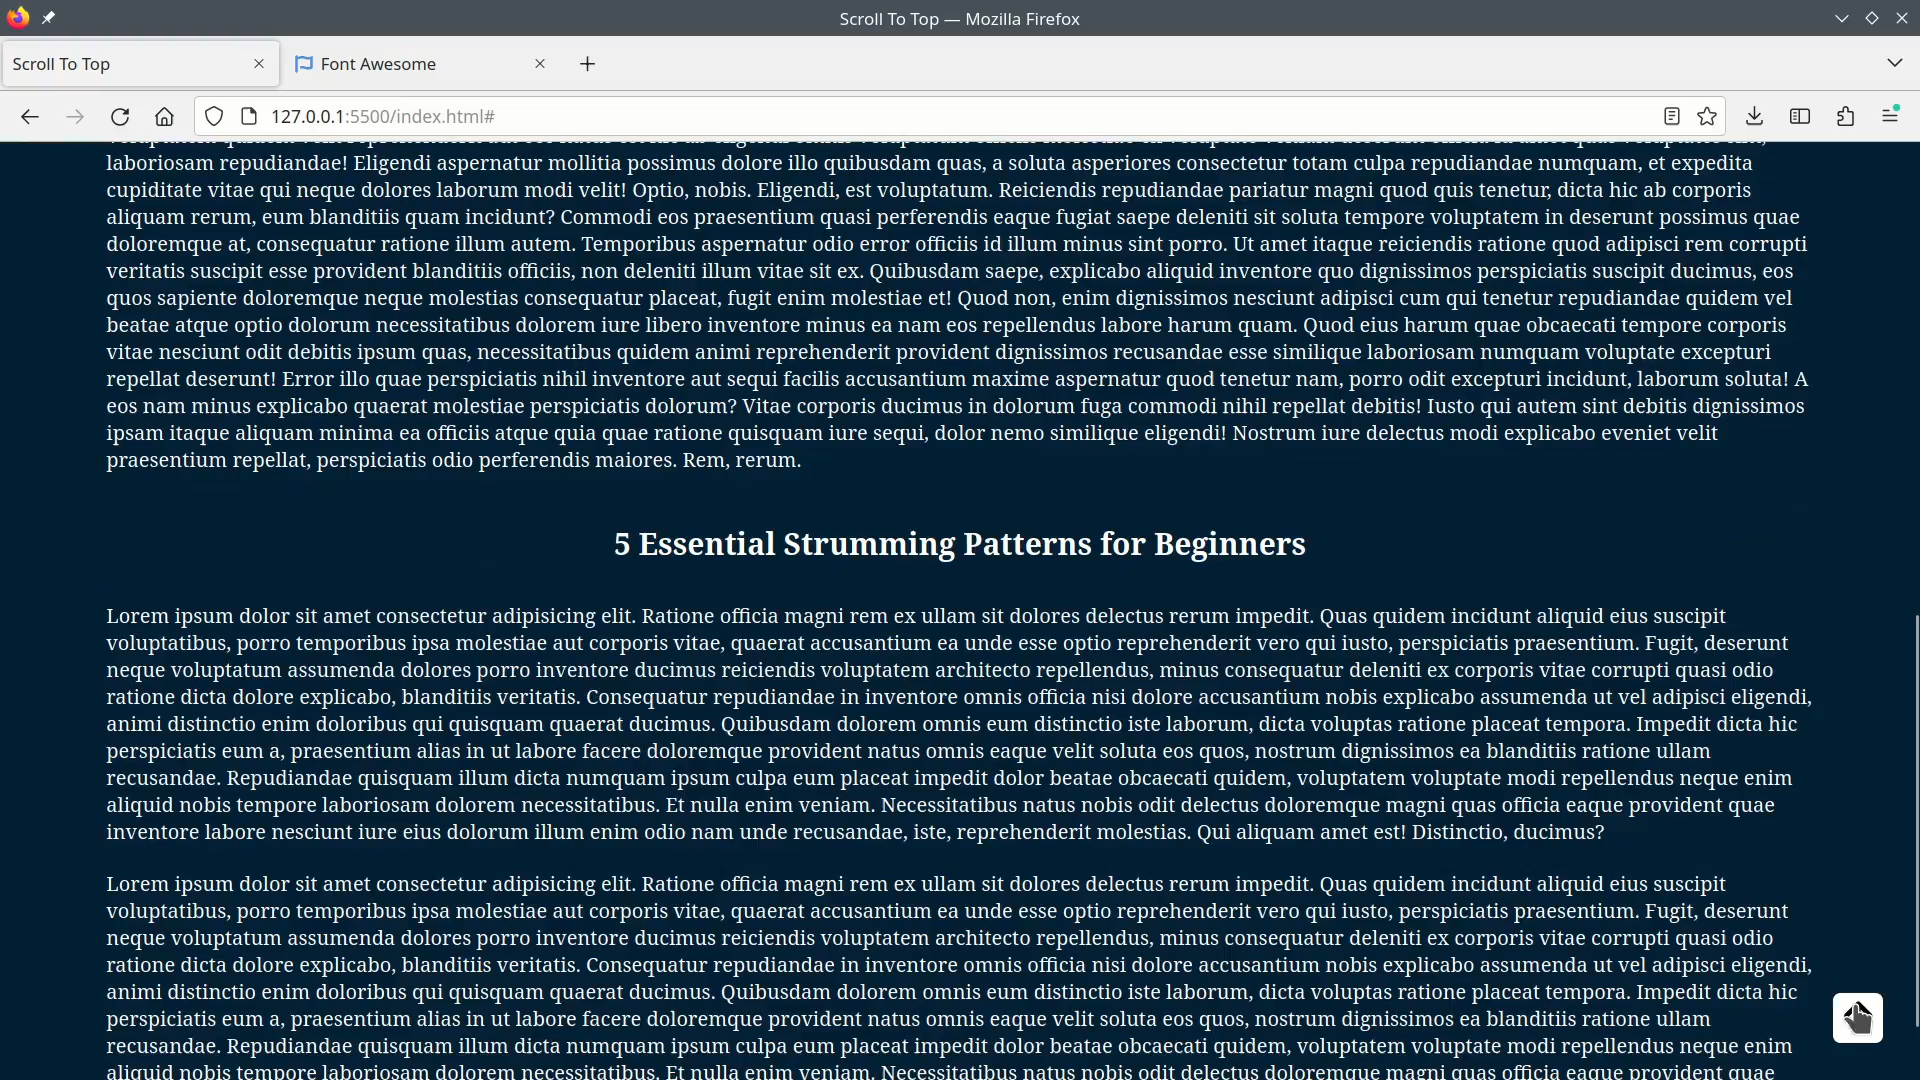 Scroll To Top — Mozilla Firefox
Scroll To Top
Font Awesome
127.0.0.1:5500/index.html#
laboriosam repudiandae! Eligendi aspernatur mollitia possimus dolore illo quibusdam quas, a soluta asperiores consectetur totam culpa repudiandae numquam, et expedita
cupiditate vitae qui neque dolores laborum modi velit! Optio, nobis. Eligendi, est voluptatum. Reiciendis repudiandae pariatur magni quod quis tenetur, dicta hic ab corporis
aliquam rerum, eum blanditiis quam incidunt? Commodi eos praesentium quasi perferendis eaque fugiat saepe deleniti sit soluta tempore voluptatem in deserunt possimus quae
doloremque at, consequatur ratione illum autem. Temporibus aspernatur odio error officiis id illum minus sint porro. Ut amet itaque reiciendis ratione quod adipisci rem corrupti
veritatis suscipit esse provident blanditiis officiis, non deleniti illum vitae sit ex. Quibusdam saepe, explicabo aliquid inventore quo dignissimos perspiciatis suscipit ducimus, eos
quos sapiente doloremque neque molestias consequatur placeat, fugit enim molestiae et! Quod non, enim dignissimos nesciunt adipisci cum qui tenetur repudiandae quidem vel
beatae atque optio dolorum necessitatibus dolorem iure libero inventore minus ea nam eos repellendus labore harum quam. Quod eius harum quae obcaecati tempore corporis
vitae nesciunt odit debitis ipsum quas, necessitatibus quidem animi reprehenderit provident dignissimos recusandae esse similique laboriosam numquam voluptate excepturi
repellat deserunt! Error illo quae perspiciatis nihil inventore aut sequi facilis accusantium maxime aspernatur quod tenetur nam, porro odit excepturi incidunt, laborum soluta! A
eos nam minus explicabo quaerat molestiae perspiciatis dolorum? Vitae corporis ducimus in dolorum fuga commodi nihil repellat debitis! Iusto qui autem sint debitis dignissimos
ipsam itaque aliquam minima ea officiis atque quia quae ratione quisquam iure sequi, dolor nemo similique eligendi! Nostrum iure delectus modi explicabo eveniet velit
praesentium repellat, perspiciatis odio perferendis maiores. Rem, rerum.
5 Essential Strumming Patterns for Beginners
Lorem ipsum dolor sit amet consectetur adipisicing elit. Ratione officia magni rem ex ullam sit dolores delectus rerum impedit. Quas quidem incidunt aliquid eius suscipit
voluptatibus, porro temporibus ipsa molestiae aut corporis vitae, quaerat accusantium ea unde esse optio reprehenderit vero qui iusto, perspiciatis praesentium. Fugit, deserunt
neque voluptatum assumenda dolores porro inventore ducimus reiciendis voluptatem architecto repellendus, minus consequatur deleniti ex corporis vitae corrupti quasi odio
ratione dicta dolore explicabo, blanditiis veritatis. Consequatur repudiandae in inventore omnis officia nisi dolore accusantium nobis explicabo assumenda ut vel adipisci eligendi,
animi distinctio enim doloribus qui quisquam quaerat ducimus. Quibusdam dolorem omnis eum distinctio iste laborum, dicta voluptas ratione placeat tempora. Impedit dicta hic
perspiciatis eum a, praesentium alias in ut labore facere doloremque provident natus omnis eaque velit soluta eos quos, nostrum dignissimos ea blanditiis ratione ullam
recusandae. Repudiandae quisquam illum dicta numquam ipsum culpa eum placeat impedit dolor beatae obcaecati quidem, voluptatem voluptate modi repellendus neque enim
aliquid nobis tempore laboriosam dolorem necessitatibus. Et nulla enim veniam. Necessitatibus natus nobis odit delectus doloremque magni quas officia eaque provident quae
inventore labore nesciunt iure eius dolorum illum enim odio nam unde recusandae, iste, reprehenderit molestias. Qui aliquam amet est! Distinctio, ducimus?
Lorem ipsum dolor sit amet consectetur adipisicing elit. Ratione officia magni rem ex ullam sit dolores delectus rerum impedit. Quas quidem incidunt aliquid eius suscipit
voluptatibus, porro temporibus ipsa molestiae aut corporis vitae, quaerat accusantium ea unde esse optio reprehenderit vero qui iusto, perspiciatis praesentium. Fugit, deserunt
neque voluptatum assumenda dolores porro inventore ducimus reiciendis voluptatem architecto repellendus, minus consequatur deleniti ex corporis vitae corrupti quasi odio
ratione dicta dolore explicabo, blanditiis veritatis. Consequatur repudiandae in inventore omnis officia nisi dolore accusantium nobis explicabo assumenda ut vel adipisci eligendi,
animi distinctio enim doloribus qui quisquam quaerat ducimus. Quibusdam dolorem omnis eum distinctio iste laborum, dicta voluptas ratione placeat tempora. Impedit dicta hic
perspiciatis eum a, praesentium alias in ut labore facere doloremque provident natus omnis eaque velit soluta eos quos, nostrum dignissimos ea blanditiis ratione ullam
recusandae. Repudiandae quisquam illum dicta numquam ipsum culpa eum placeat impedit dolor beatae obcaecati quidem, voluptatem voluptate modi repellendus neque enim
aliquid nobis tempore laboriosam dolorem necessitatibus. Et nulla enim veniam. Necessitatibus natus nobis odit delectus doloremque magni quas officia eaque provident quae